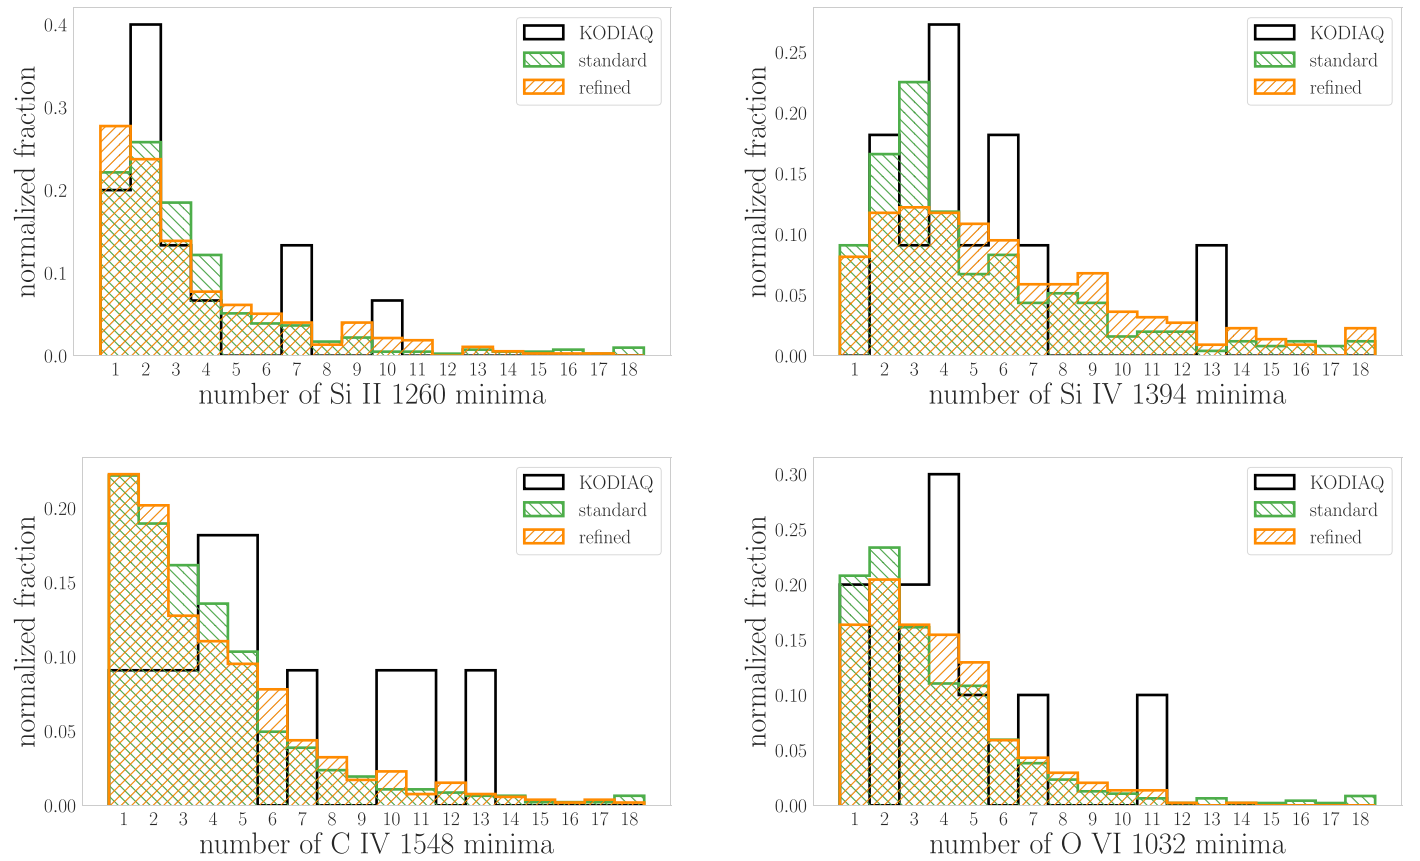 normalized fraction
0.4
0.3
0.2
0.1
0.0
1 2 3 4 5 6 7 8 9 10 11 12 13 14 15 16 17 18
number of Si II 1260 minima
KODIAQ
standard
refined
normalized fraction
0.25
0.20
0.15
0.10
0.05
0.00
1 2 3 4 5 6 7 8 9 10 11 12 13 14 15 16 17 18
number of Si IV 1394 minima
KODIAQ
standard
refined
normalized fraction
0.20
0.15
0.10
0.05
0.00
1 2 3 4 5 6 7 8 9 10 11 12 13 14 15 16 17 18
number of C IV 1548 minima
KODIAQ
standard
refined
normalized fraction
0.30
0.25
0.20
0.15
0.10
0.05
0.00
1 2 3 4 5 6 7 8 9 10 11 12 13 14 15 16 17 18
number of O VI 1032 minima
KODIAQ
standard
refined